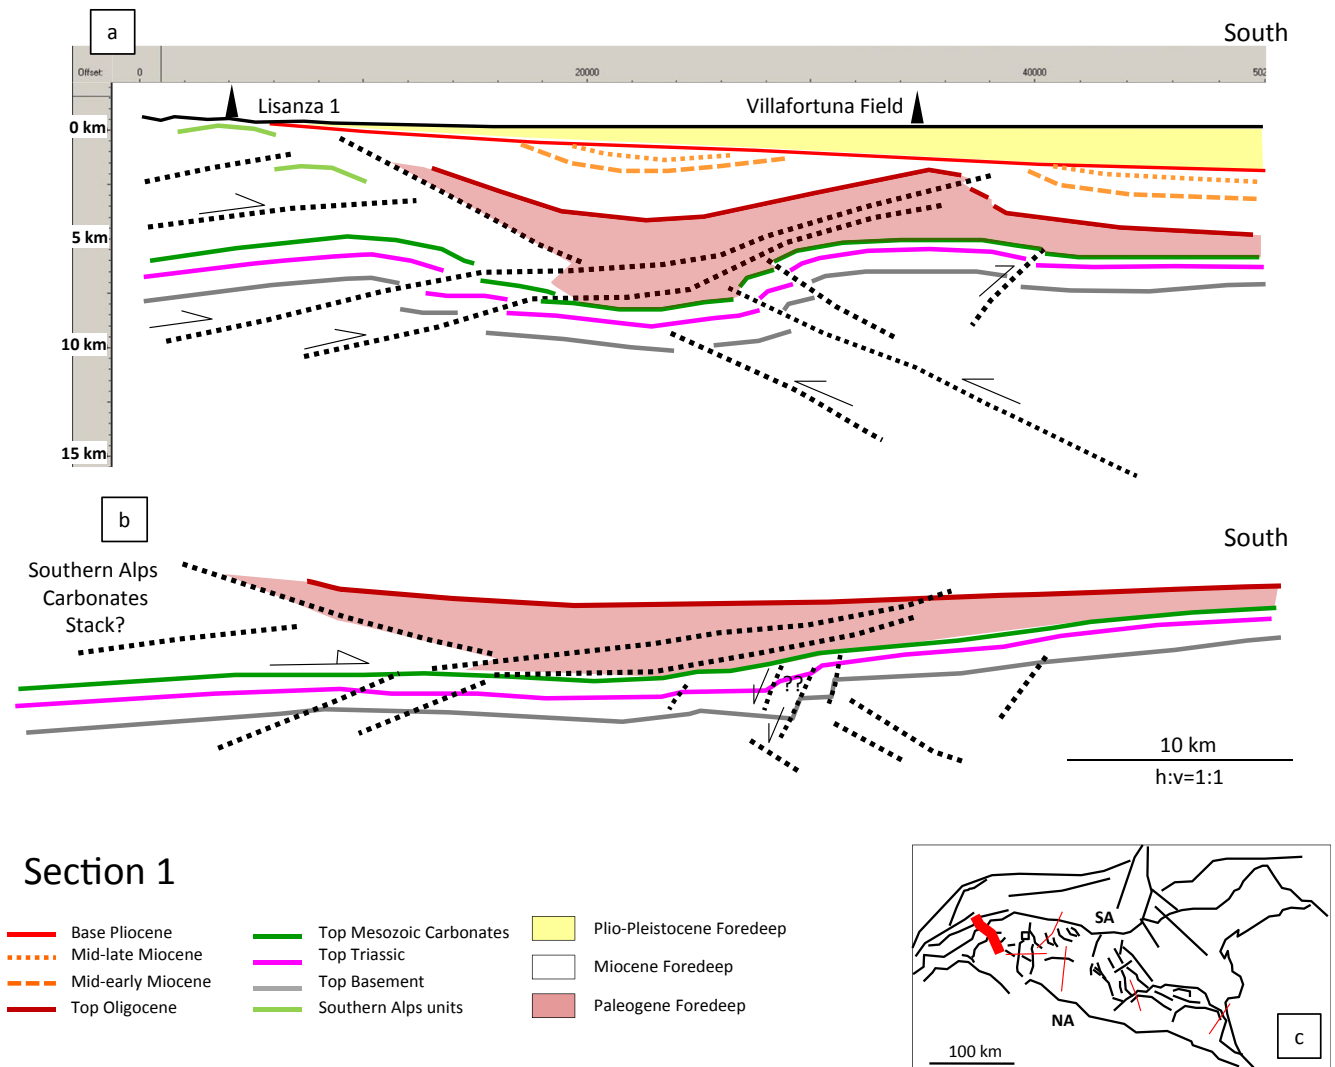 a
South
Offset:
0
20000
40000
502
Lisanza 1
Villafortuna Field
0 km
5 km
10 km
15 km
b
South
Southern Alps
Carbonates
Stack?
??
10 km
h:v=1:1
Section 1
Base Pliocene
Mid-late Miocene
Mid-early Miocene
Top Oligocene
Top Mesozoic Carbonates
Top Triassic
Top Basement
Southern Alps units
Plio-Pleistocene Foredeep
Miocene Foredeep
Paleogene Foredeep
SA
NA
100 km
c